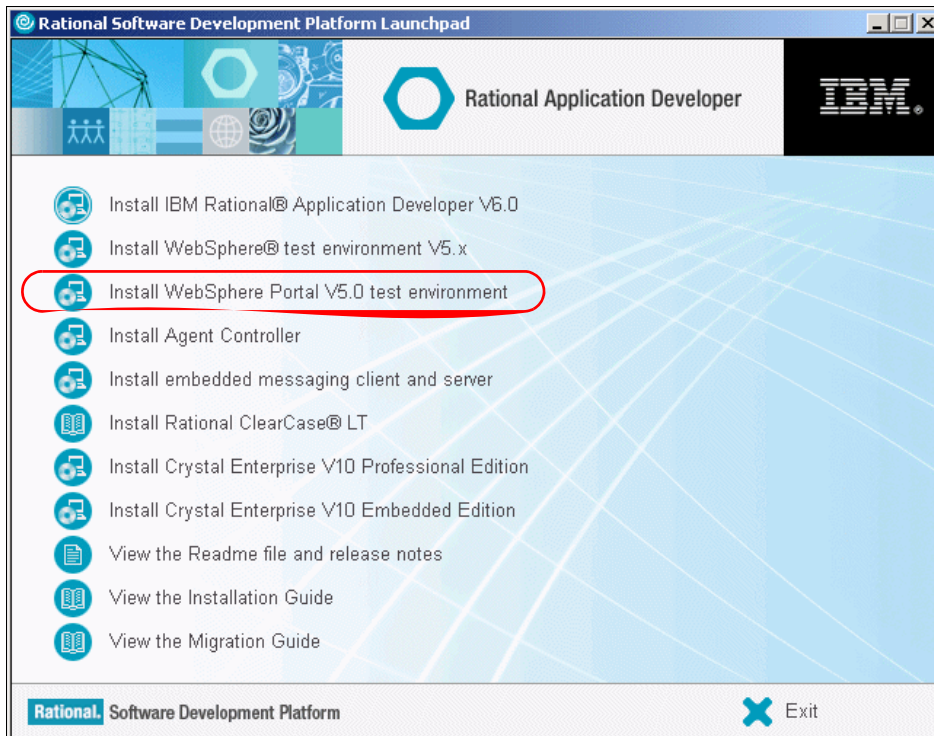 Rational Software Development Platform Launchpad
Rational Application Developer
IBM®
Install IBM Rational® Application Developer V6.0
Install WebSphere® test environment V5.x
Install WebSphere Portal V5.0 test environment
Install Agent Controller
Install embedded messaging client and server
Install Rational ClearCase® LT
Install Crystal Enterprise V10 Professional Edition
Install Crystal Enterprise V10 Embedded Edition
View the Readme file and release notes
View the Installation Guide
View the Migration Guide
Rational. Software Development Platform
Exit